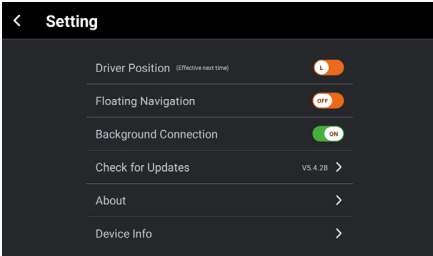 Setting
Driver Position (Effective next time) L
Floating Navigation OFF
Background Connection ON
Check for Updates V5.4.28
About
Device Info